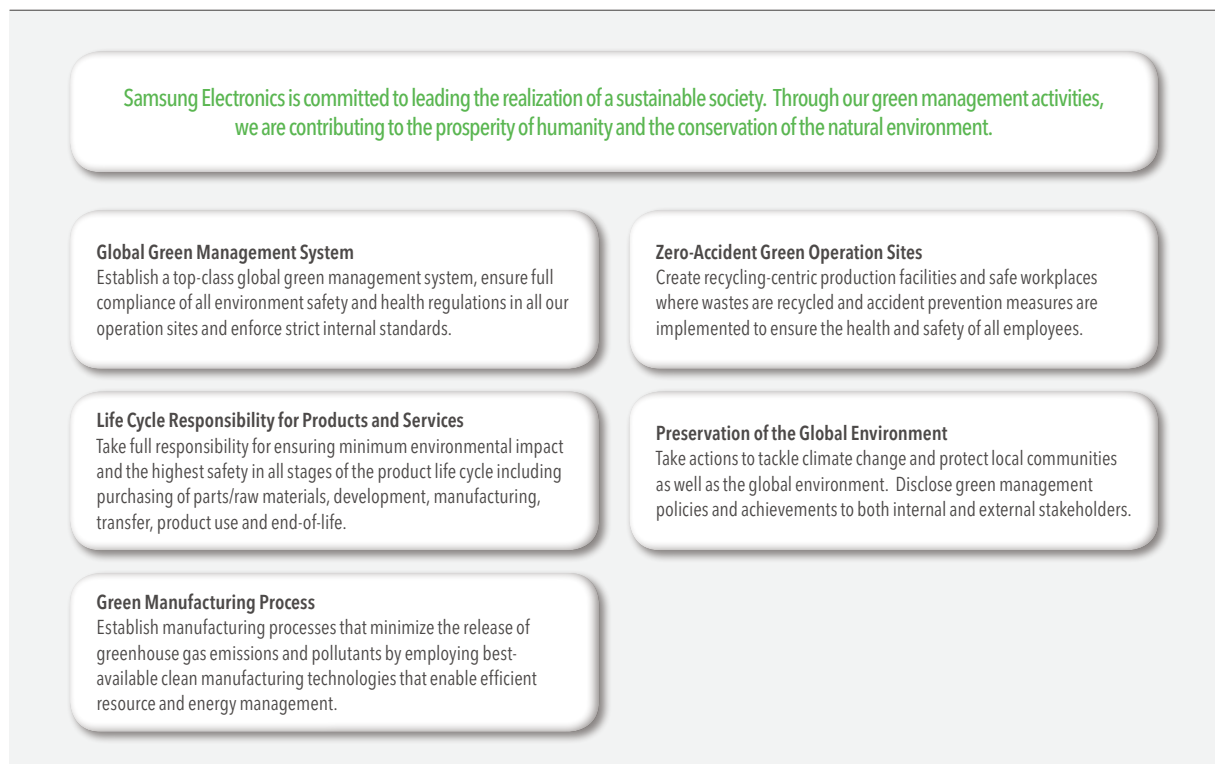 Samsung Electronics is committed to leading the realization of a sustainable society. Through our green management activities,
we are contributing to the prosperity of humanity and the conservation of the natural environment.
Global Green Management System
Establish a top-class global green management system, ensure full
compliance of all environment safety and health regulations in all our
operation sites and enforce strict internal standards.
Life Cycle Responsibility for Products and Services
Take full responsibility for ensuring minimum environmental impact
and the highest safety in all stages of the product life cycle including
purchasing of parts/raw materials, development, manufacturing,
transfer, product use and end-of-life.
Green Manufacturing Process
Establish manufacturing processes that minimize the release of
greenhouse gas emissions and pollutants by employing best-
available clean manufacturing technologies that enable efficient
resource and energy management.
Zero-Accident Green Operation Sites
Create recycling-centric production facilities and safe workplaces
where wastes are recycled and accident prevention measures are
implemented to ensure the health and safety of all employees.
Preservation of the Global Environment
Take actions to tackle climate change and protect local communities
as well as the global environment. Disclose green management
policies and achievements to both internal and external stakeholders.